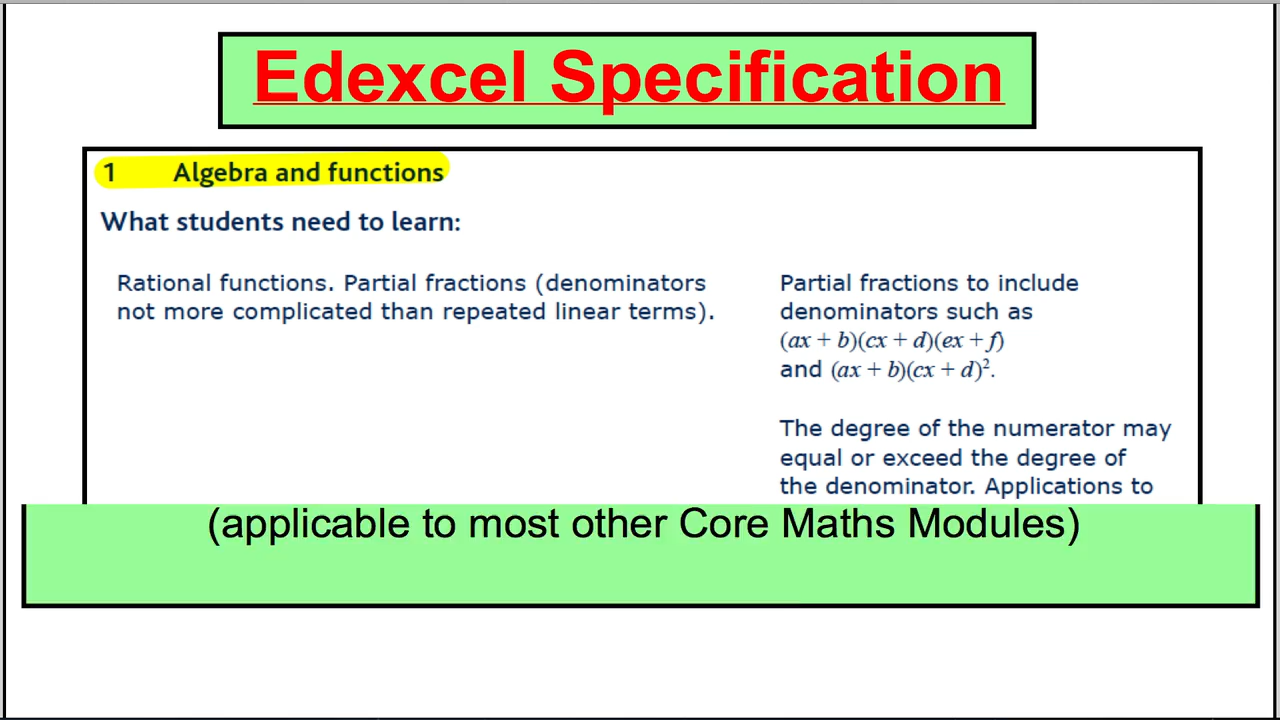 Edexcel Specification
1 Algebra and functions
What students need to learn:
Rational functions. Partial fractions (denominators
not more complicated than repeated linear terms).
Partial fractions to include
denominators such as
(ax + b)(cx + d)(ex + f)
and (ax + b)(cx + d)².
The degree of the numerator may
equal or exceed the degree of
the denominator. Applications to
(applicable to most other Core Maths Modules)